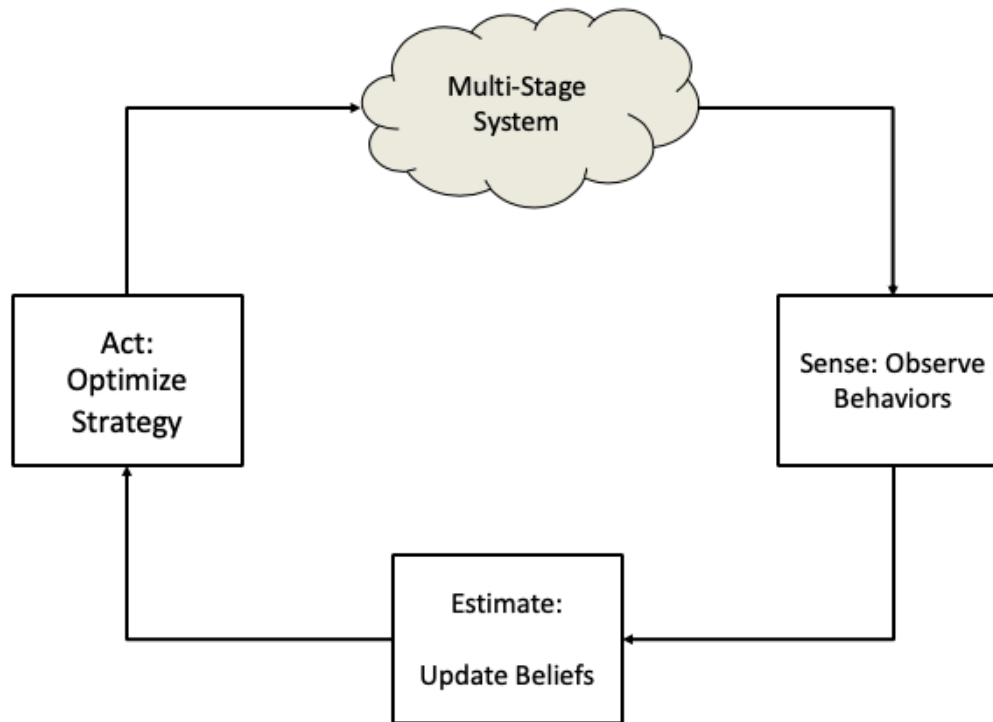 Multi-Stage
System
Act:
Optimize
Strategy
Sense: Observe
Behaviors
Estimate:
Update Beliefs